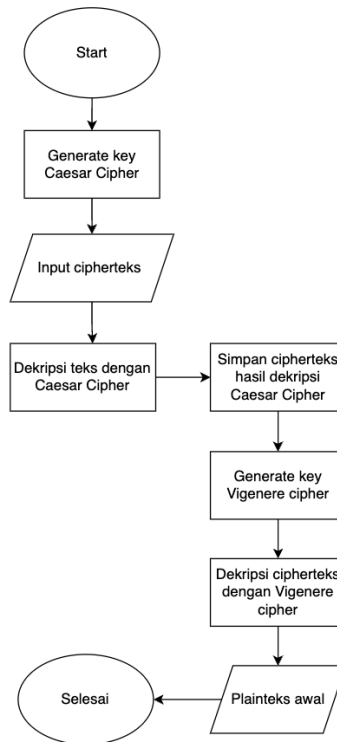 Start
Generate key
Caesar Cipher
Input cipherteks
Dekripsi teks dengan
Caesar Cipher
Simpan cipherteks
hasil dekripsi
Caesar Cipher
Generate key
Vigenere cipher
Dekripsi cipherteks
dengan Vigenere
cipher
Plainteks awal
Selesai